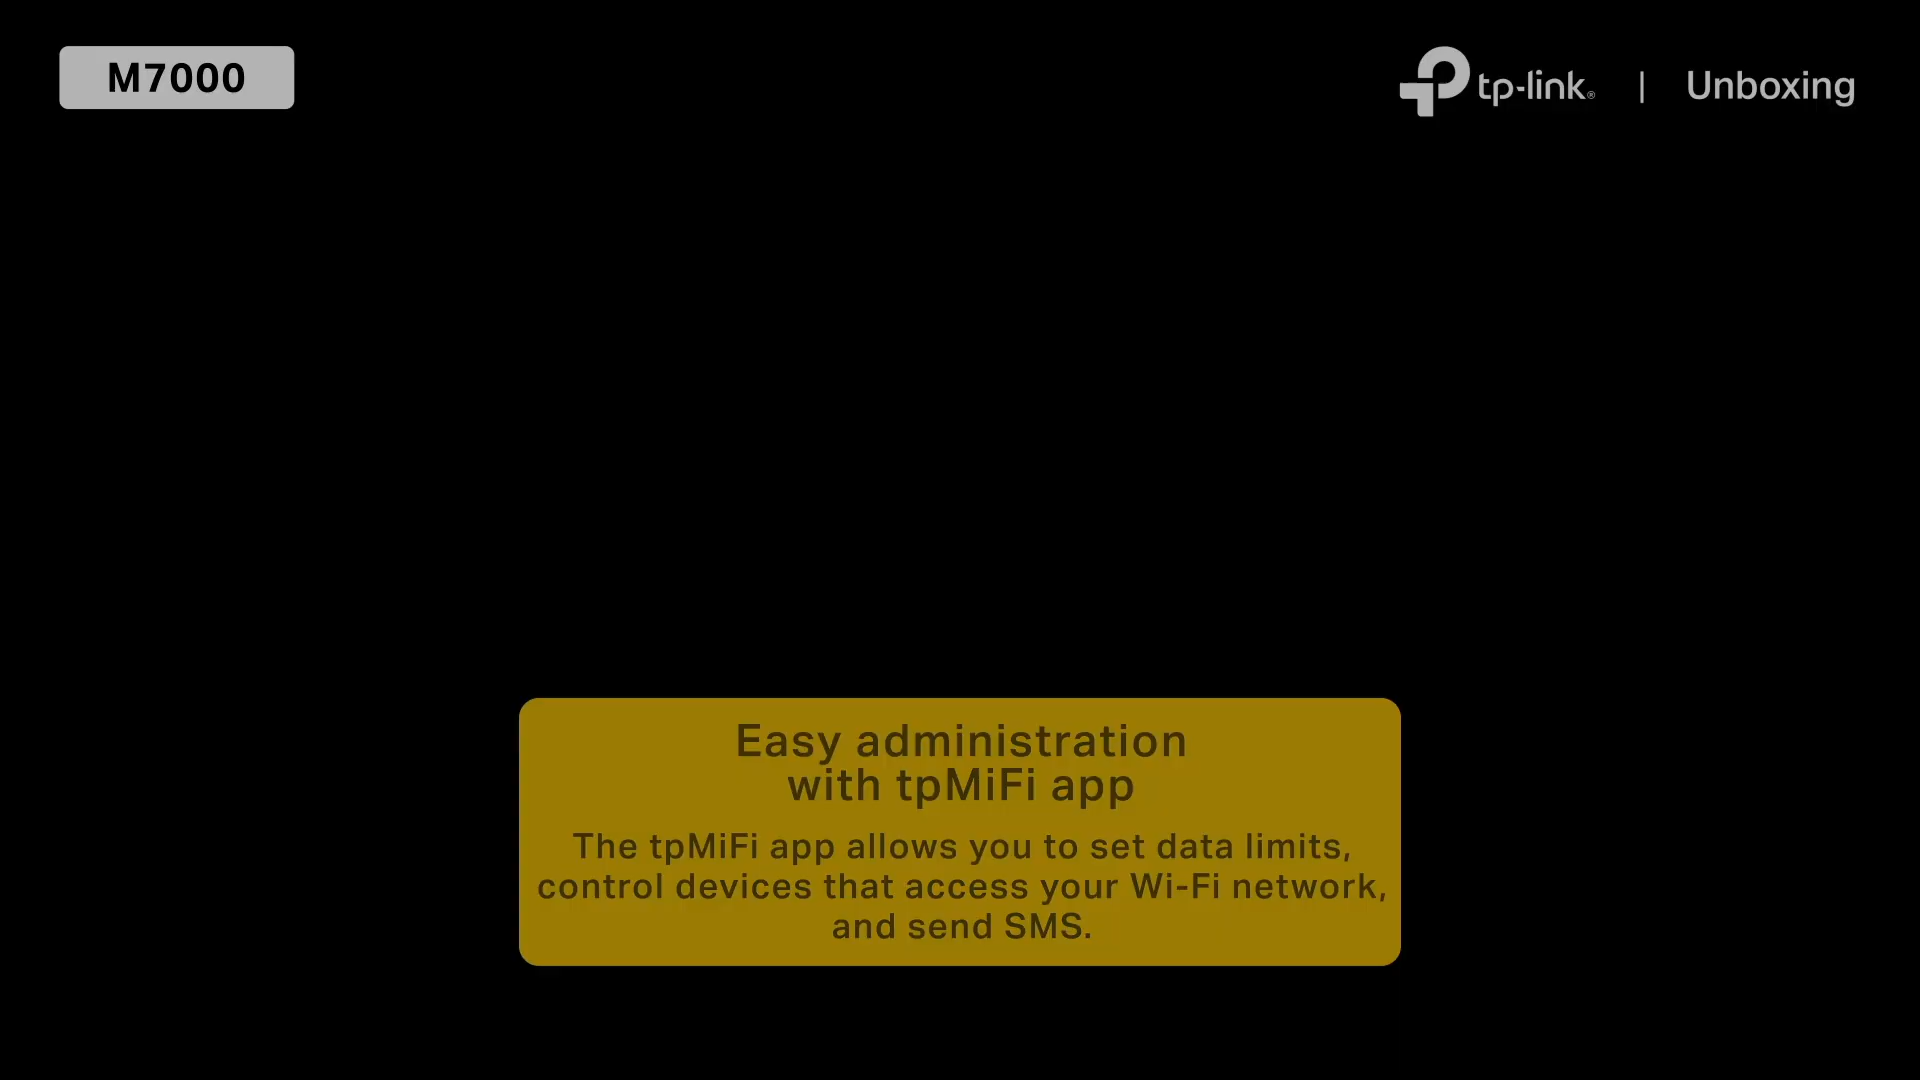 M7000
tp-link® | Unboxing
Easy administration
with tpMiFi app
The tpMiFi app allows you to set data limits,
control devices that access your Wi-Fi network,
and send SMS.